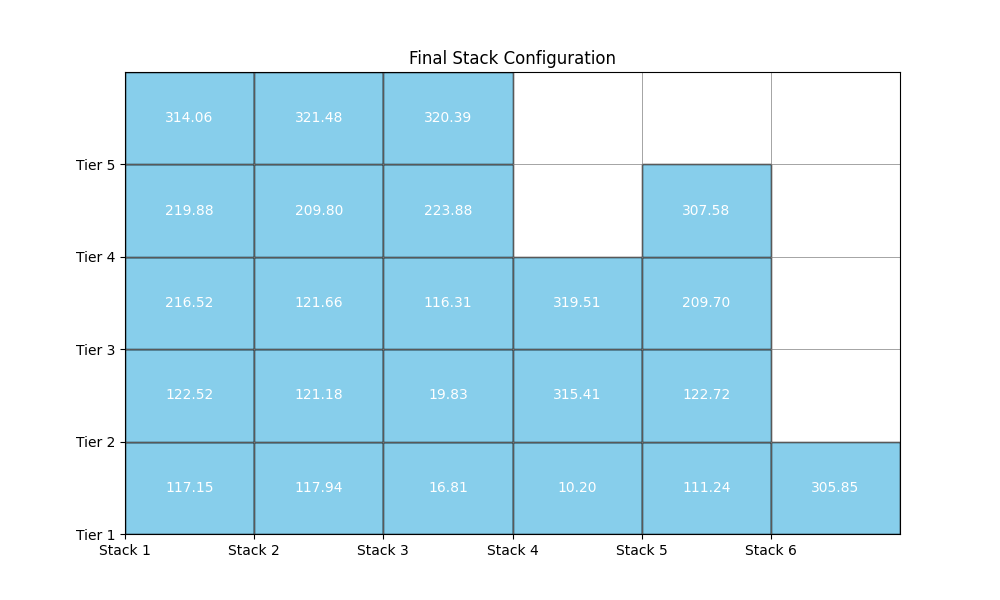 Final Stack Configuration
314.06 321.48 320.39
Tier 5
219.88 209.80 223.88 307.58
Tier 4
216.52 121.66 116.31 319.51 209.70
Tier 3
122.52 121.18 19.83 315.41 122.72
Tier 2
117.15 117.94 16.81 10.20 111.24 305.85
Tier 1
Stack 1 Stack 2 Stack 3 Stack 4 Stack 5 Stack 6